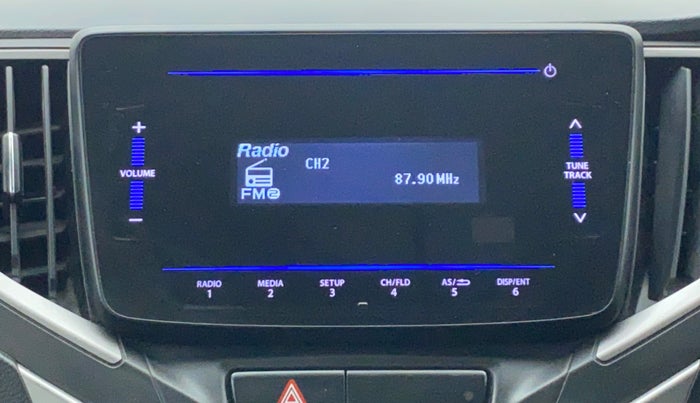 Radio
CH2
87.90 MHz
FM2
+
VOLUME
−
TUNE
TRACK
RADIO
1
MEDIA
2
SETUP
3
CH/FLD
4
AS/
5
DISP/ENT
6